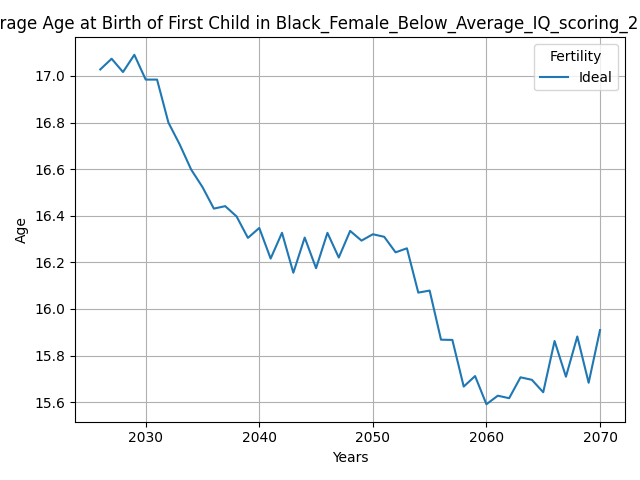 rage Age at Birth of First Child in Black_Female_Below_Average_IQ_scoring_2
Fertility
Ideal
17.0
16.8
16.6
16.4
16.2
16.0
15.8
15.6
Age
2030 2040 2050 2060 2070
Years